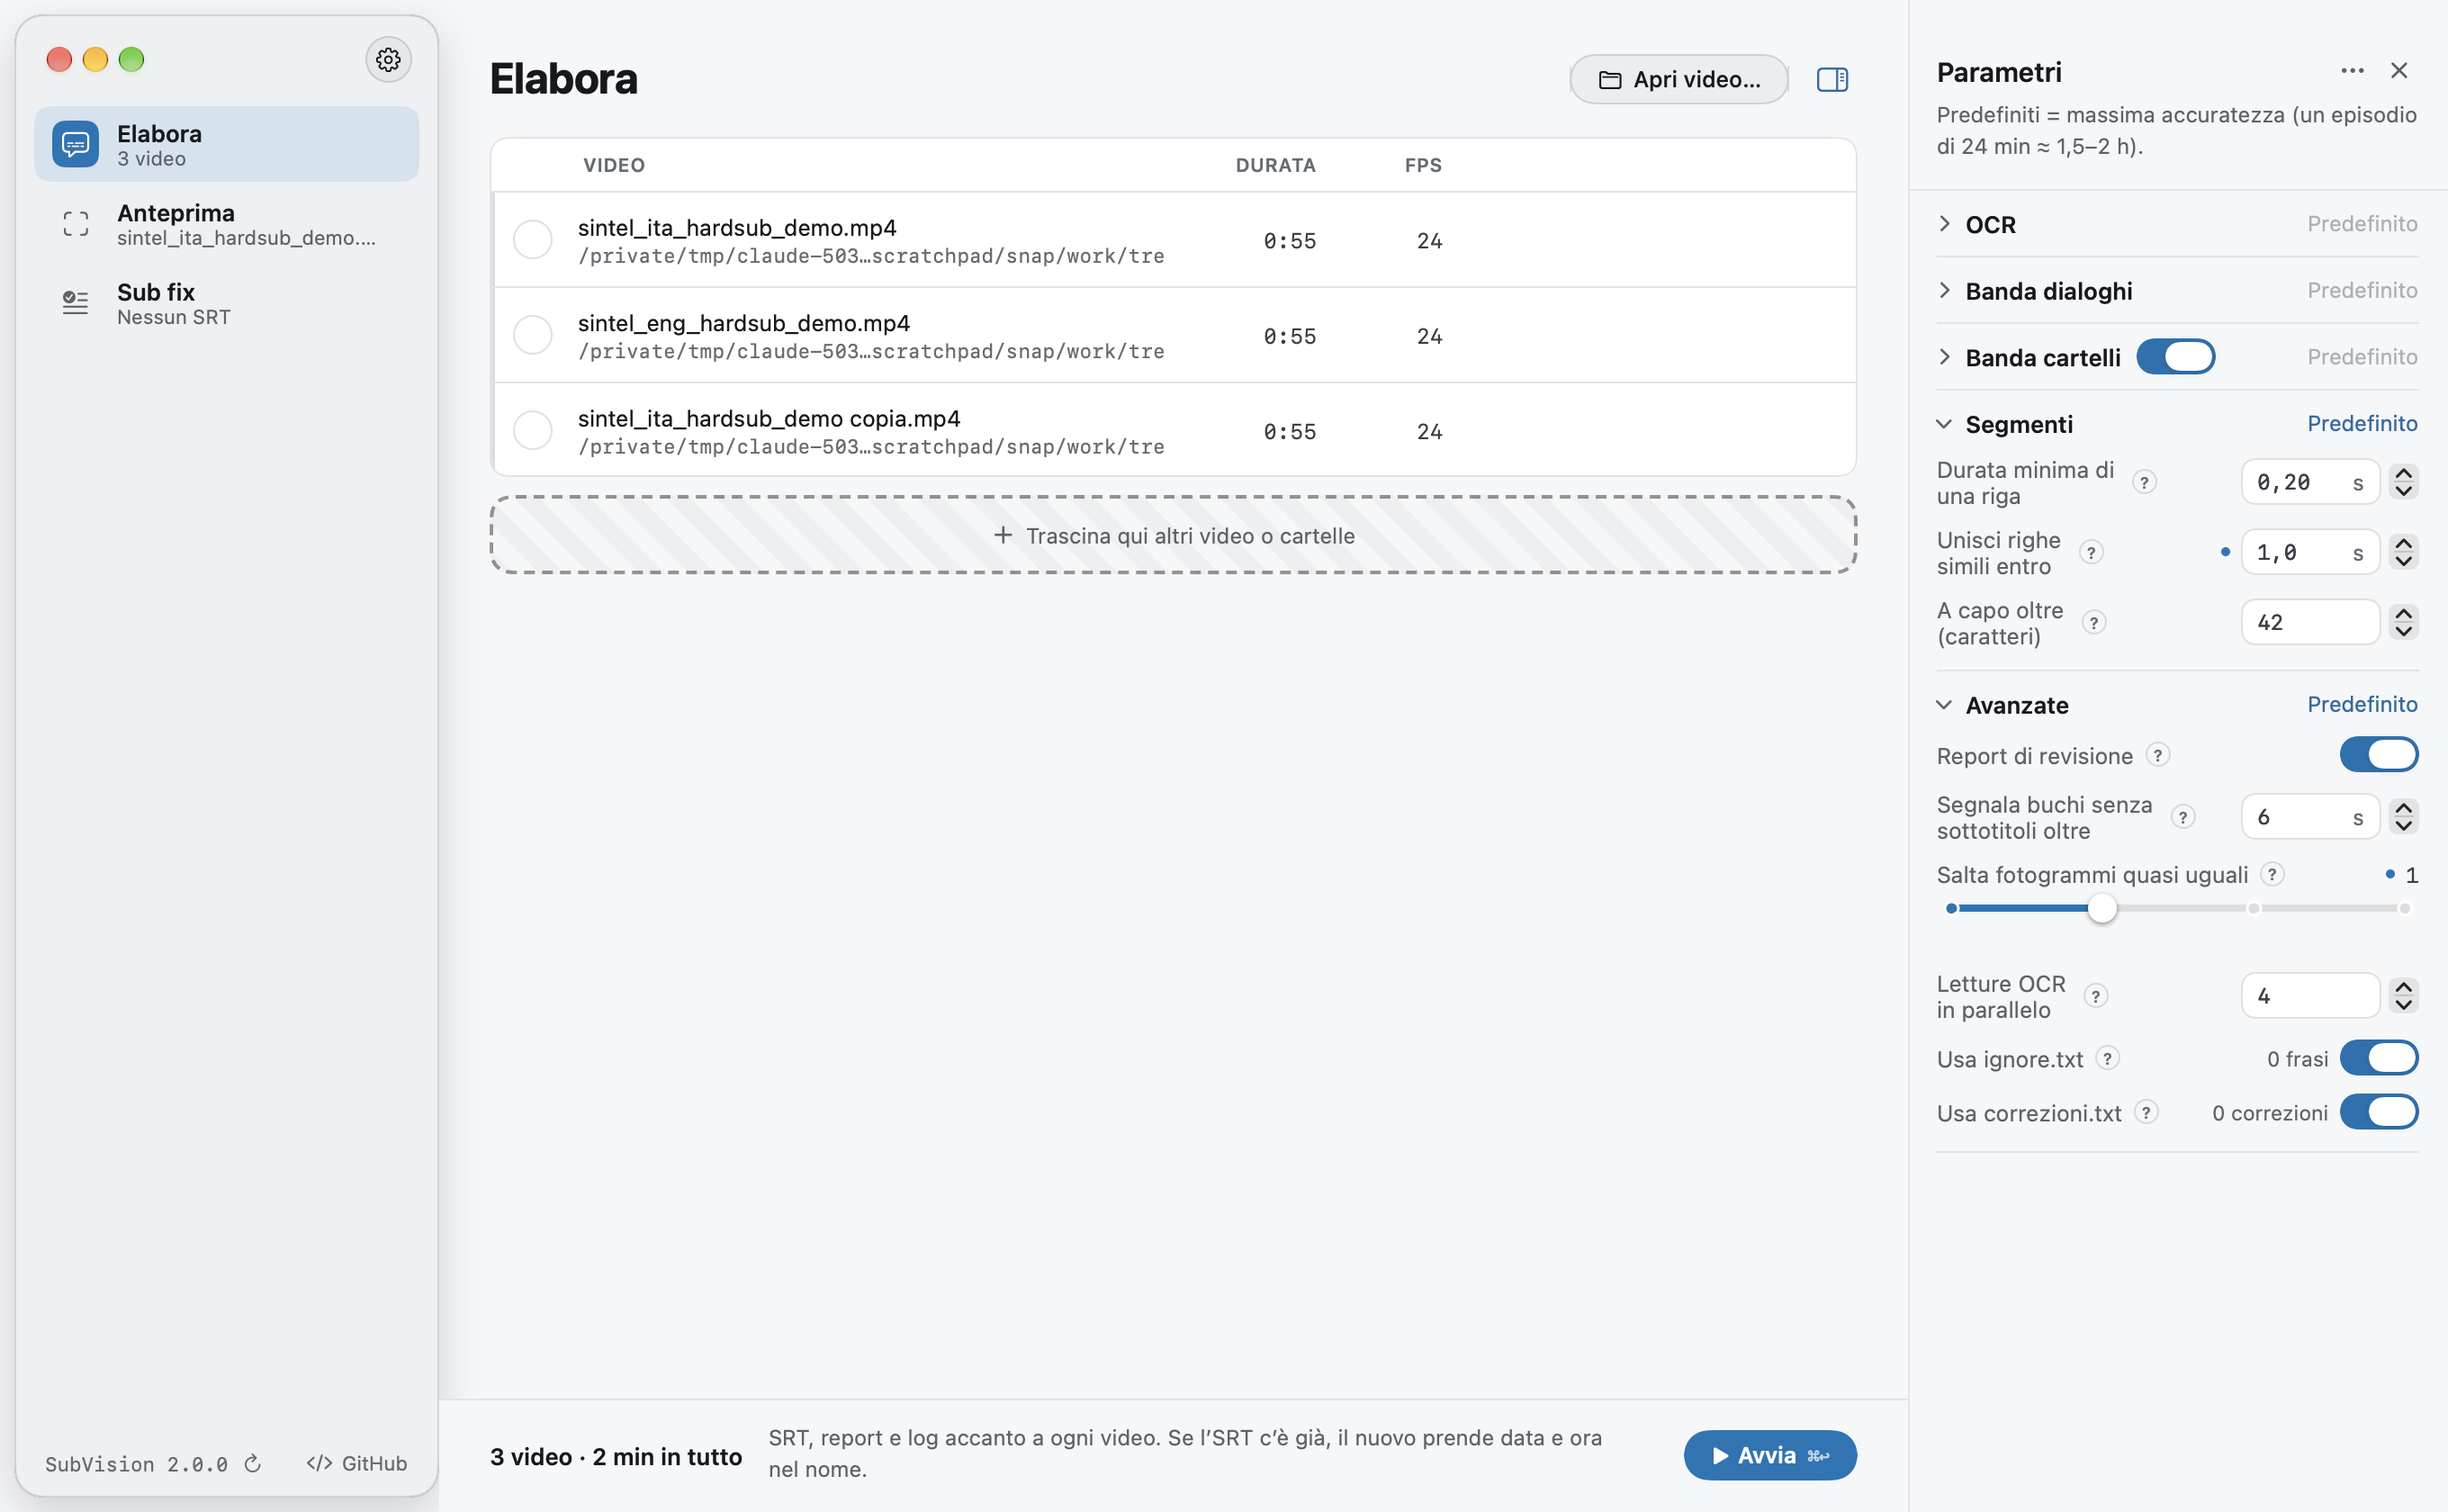 Elabora
3 video
Anteprima
sintel_ita_hardsub_demo....
Sub fix
Nessun SRT
SubVision 2.0.0
</> GitHub
Elabora
Apri video...
VIDEO DURATA FPS
sintel_ita_hardsub_demo.mp4
/private/tmp/claude-503…scratchpad/snap/work/tre
0:55 24
sintel_eng_hardsub_demo.mp4
/private/tmp/claude-503…scratchpad/snap/work/tre
0:55 24
sintel_ita_hardsub_demo copia.mp4
/private/tmp/claude-503…scratchpad/snap/work/tre
0:55 24
+ Trascina qui altri video o cartelle
3 video · 2 min in tutto
SRT, report e log accanto a ogni video. Se l’SRT c’è già, il nuovo prende data e ora
nel nome.
Avvia ⌘↩
Parametri
Predefiniti = massima accuratezza (un episodio
di 24 min ≈ 1,5–2 h).
OCR Predefinito
Banda dialoghi Predefinito
Banda cartelli Predefinito
Segmenti Predefinito
Durata minima di
una riga
? 0,20 s
Unisci righe
simili entro
? 1,0 s
A capo oltre
(caratteri)
? 42
Avanzate Predefinito
Report di revisione ?
Segnala buchi senza
sottotitoli oltre
? 6 s
Salta fotogrammi quasi uguali ? 1
Letture OCR
in parallelo
? 4
Usa ignore.txt ? 0 frasi
Usa correzioni.txt ? 0 correzioni